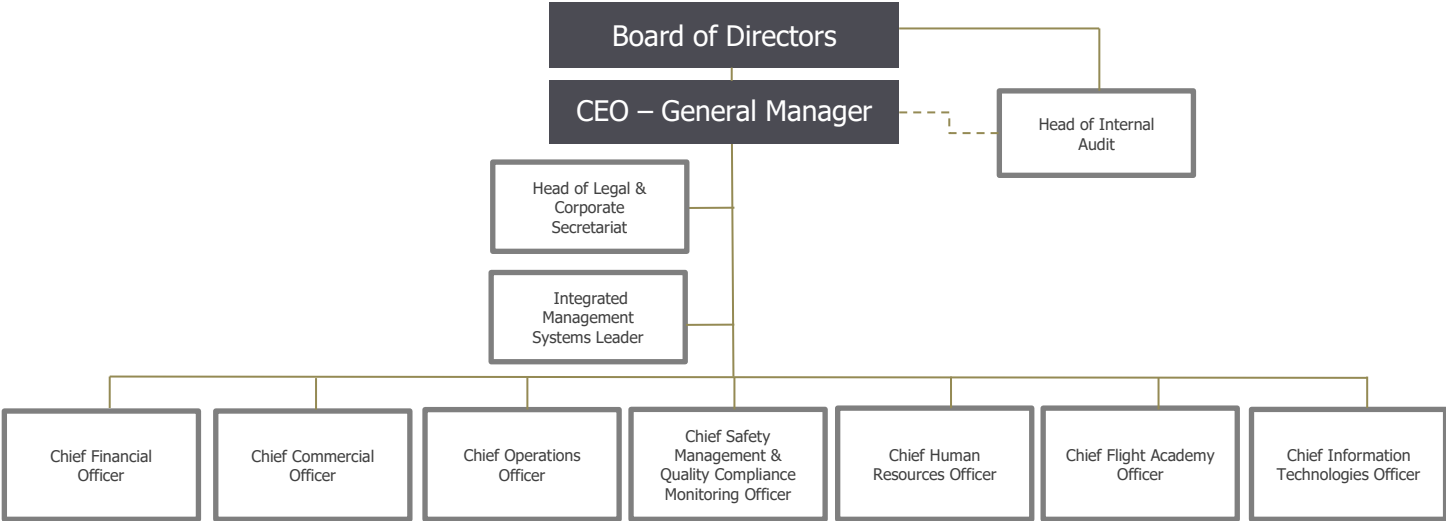 Board of Directors
CEO – General Manager
Head of Internal
Audit
Head of Legal &
Corporate
Secretariat
Integrated
Management
Systems Leader
Chief Financial
Officer
Chief Commercial
Officer
Chief Operations
Officer
Chief Safety
Management &
Quality Compliance
Monitoring Officer
Chief Human
Resources Officer
Chief Flight Academy
Officer
Chief Information
Technologies Officer